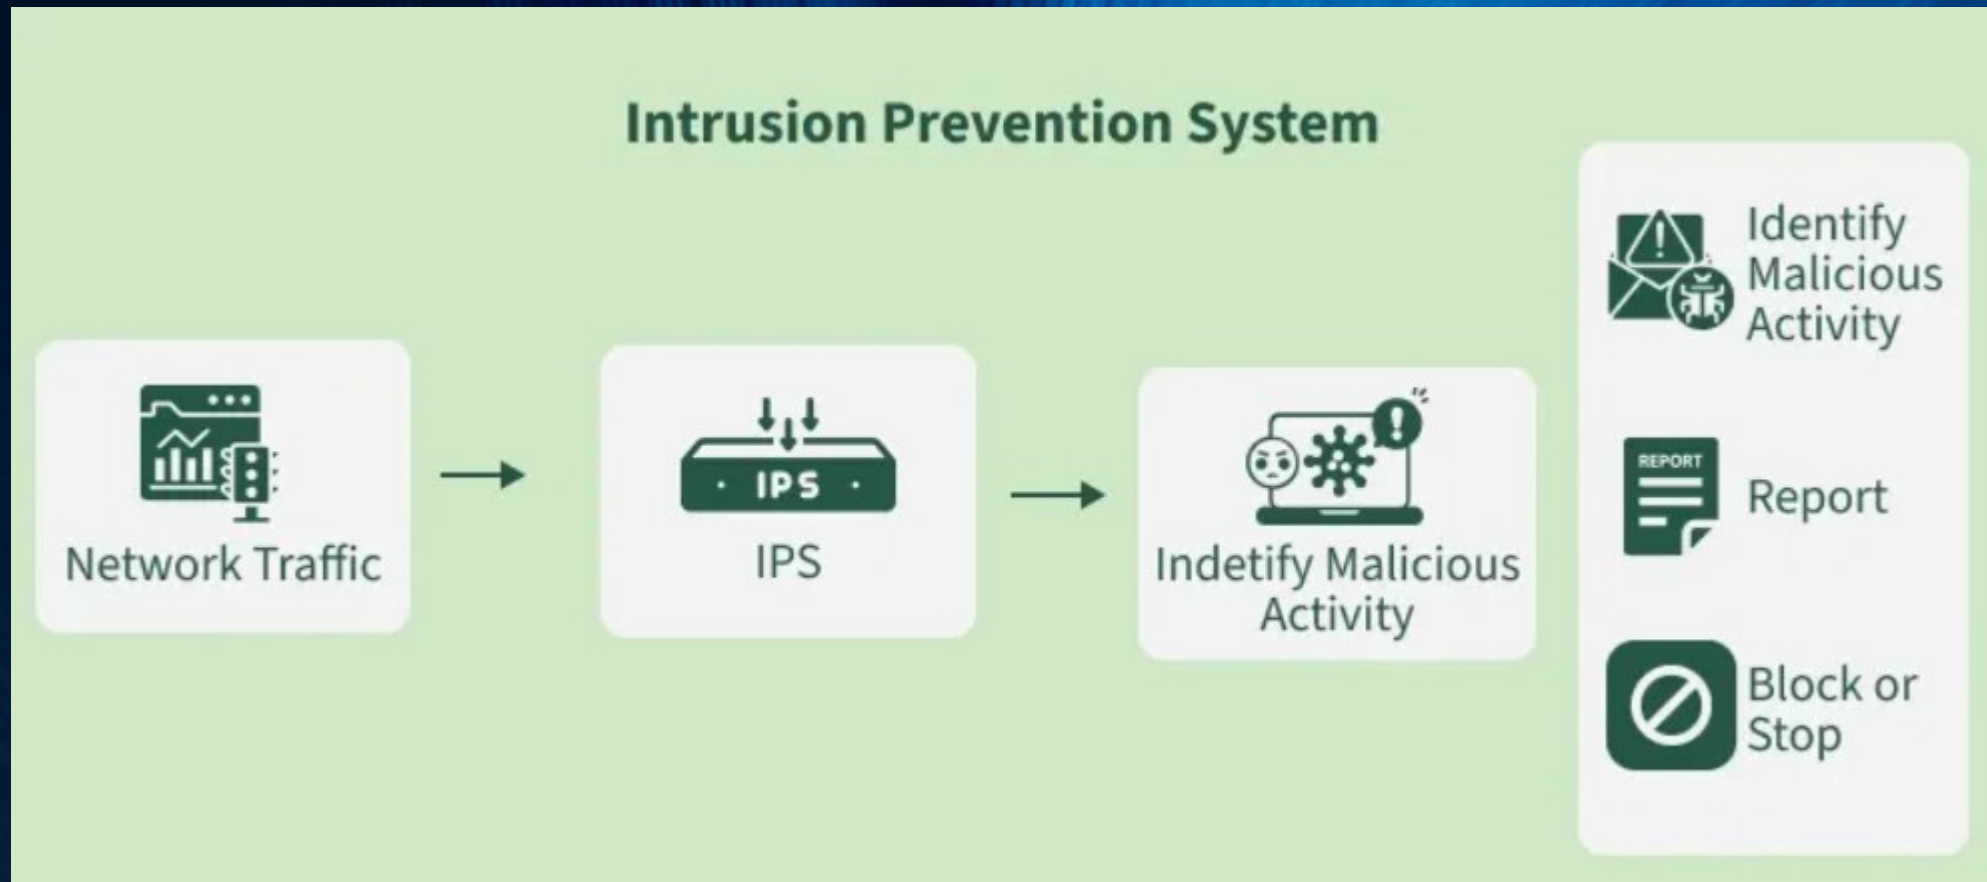 Intrusion Prevention System
Network Traffic
IPS
IPS
Indetify Malicious
Activity
Identify
Malicious
Activity
REPORT
Report
Block or
Stop